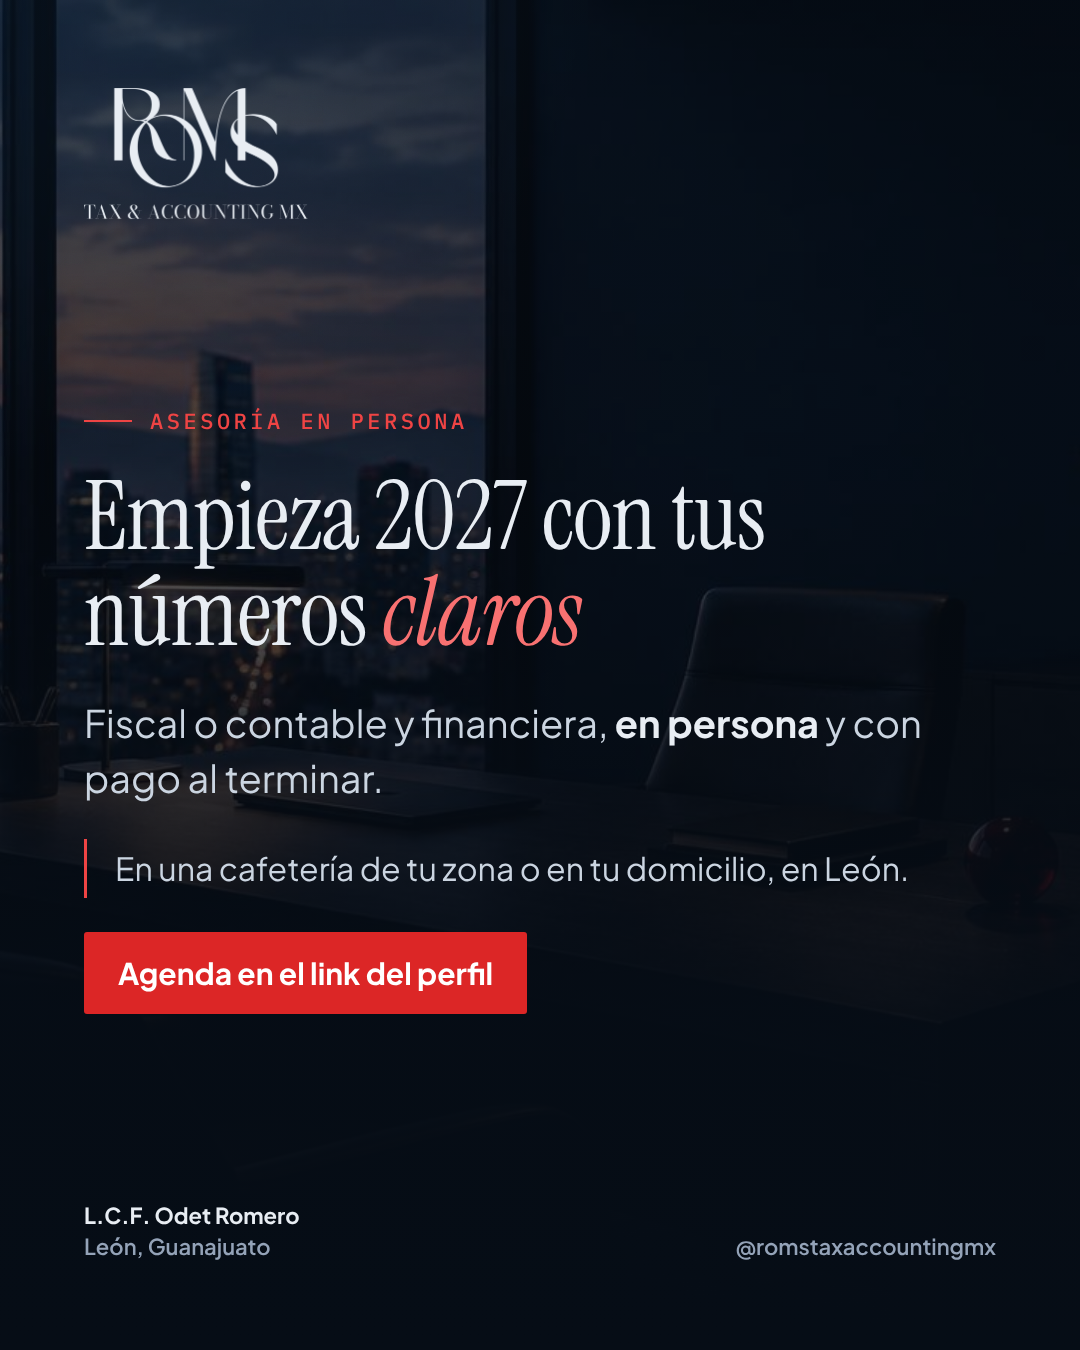 ROMS
TAX & ACCOUNTING MX
ASESORÍA EN PERSONA
Empieza 2027 con tus
números claros
Fiscal o contable y financiera, en persona y con
pago al terminar.
En una cafetería de tu zona o en tu domicilio, en León.
Agenda en el link del perfil
L.C.F. Odet Romero
León, Guanajuato
@romstaxaccountingmx